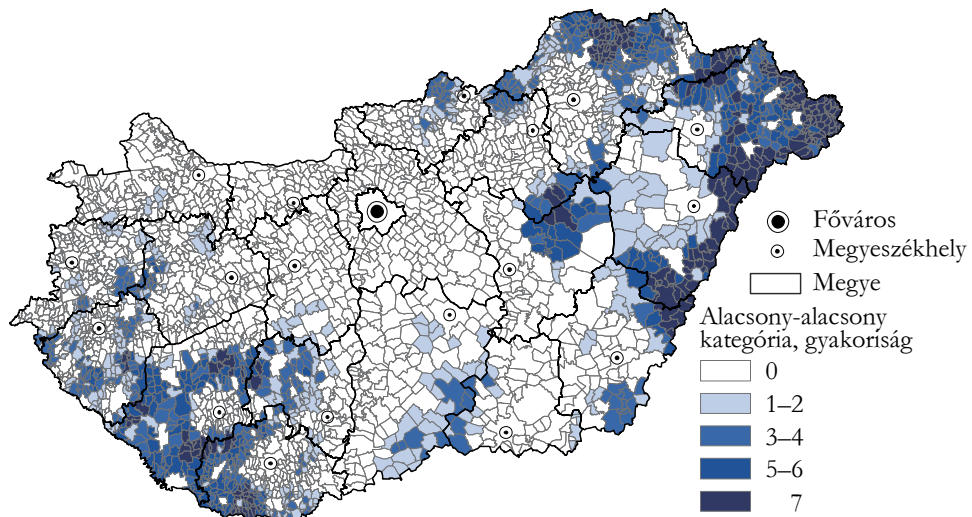 Főváros
Megyeszékhely
Megye
Alacsony-alacsony
kategória, gyakoriság
0
1–2
3–4
5–6
7